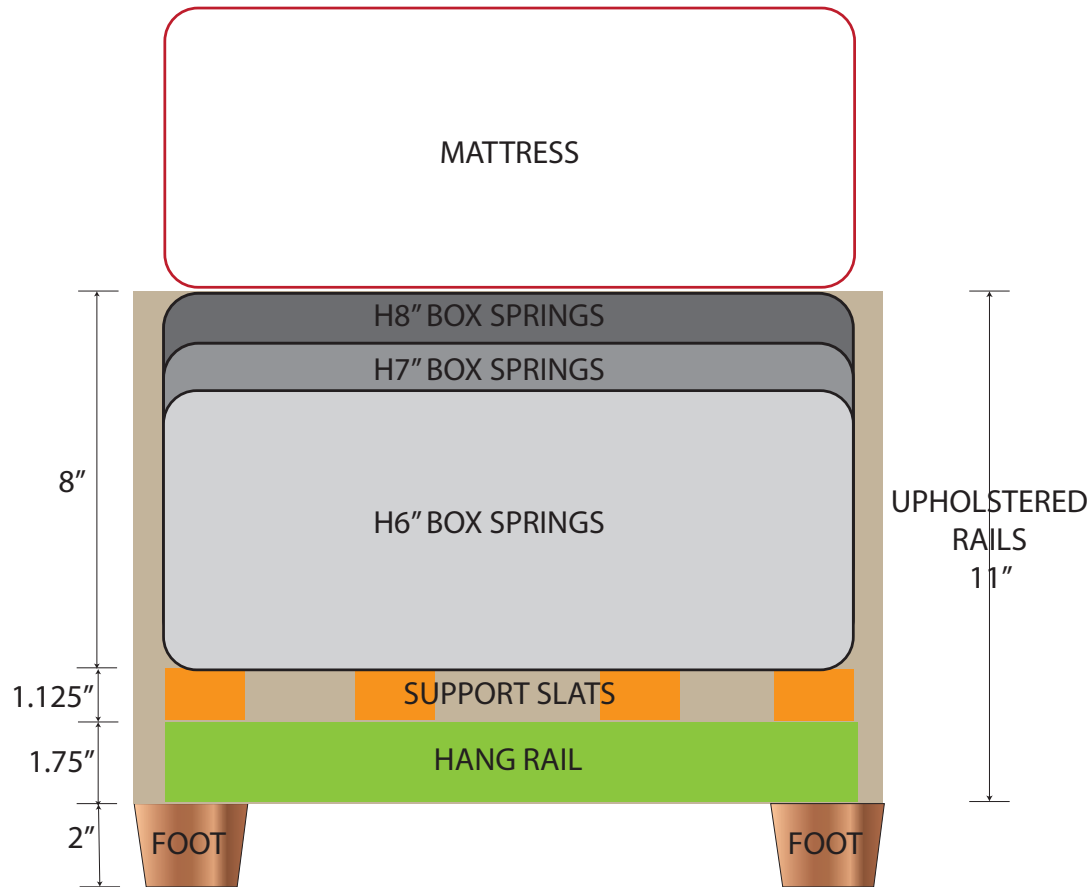 MATTRESS
H8” BOX SPRINGS
H7” BOX SPRINGS
8”
H6” BOX SPRINGS
UPHOLSTERED
RAILS
11”
1.125”
SUPPORT SLATS
1.75”
HANG RAIL
2”
FOOT
FOOT